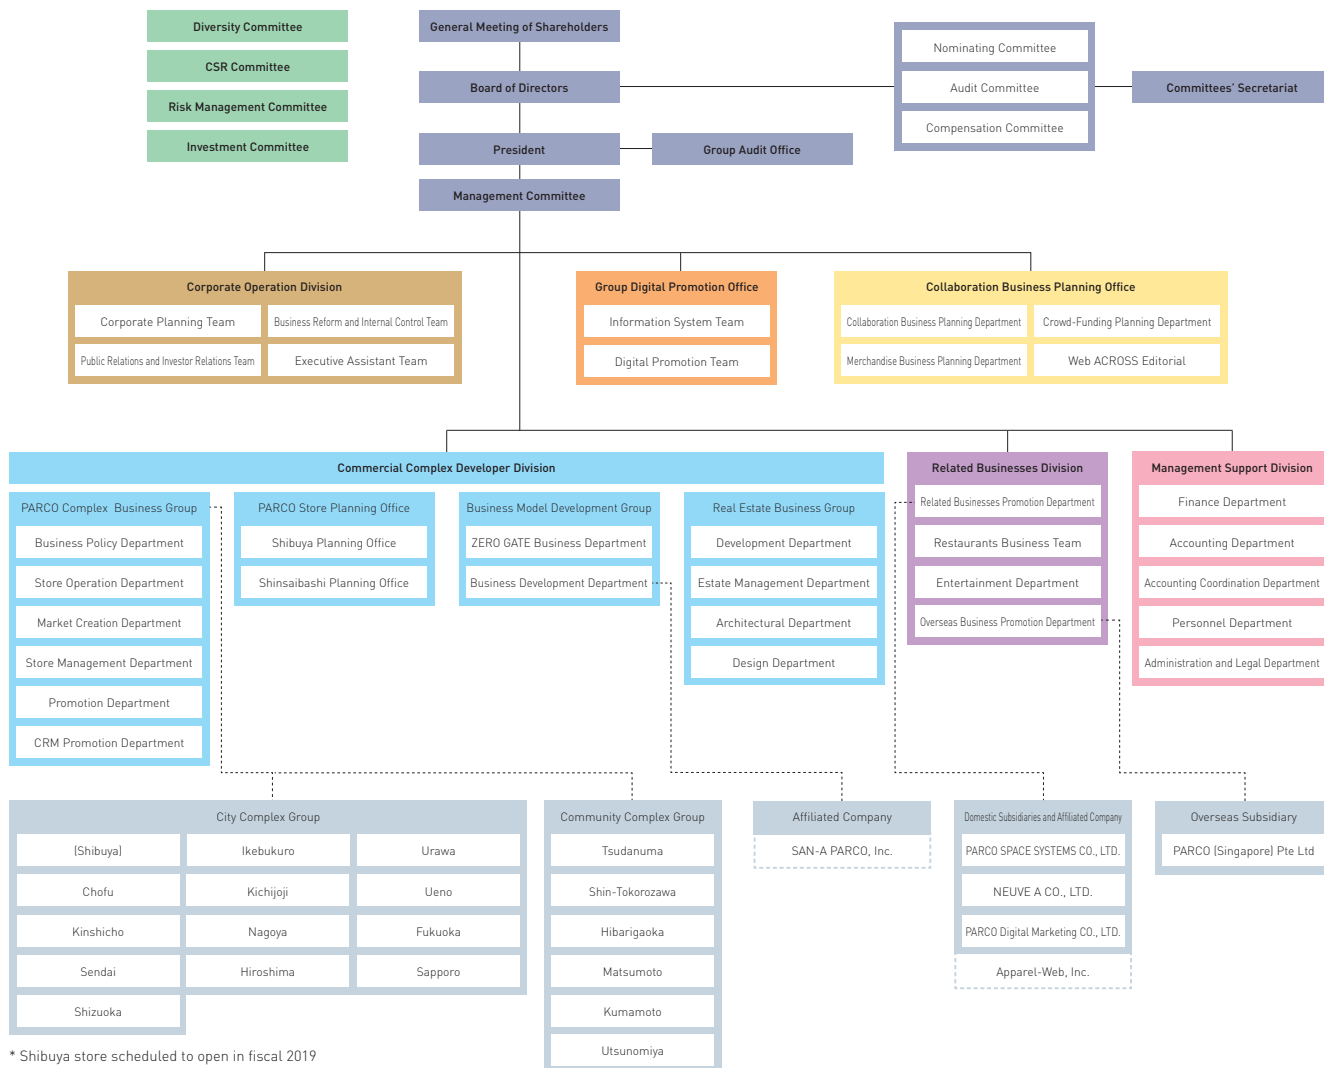 Diversity Committee
CSR Committee
Risk Management Committee
Investment Committee
General Meeting of Shareholders
Board of Directors
President
Group Audit Office
Management Committee
Nominating Committee
Audit Committee
Compensation Committee
Committees' Secretariat
Corporate Operation Division
Corporate Planning Team
Business Reform and Internal Control Team
Public Relations and Investor Relations Team
Executive Assistant Team
Group Digital Promotion Office
Information System Team
Digital Promotion Team
Collaboration Business Planning Office
Collaboration Business Planning Department
Crowd-Funding Planning Department
Merchandise Business Planning Department
Web ACROSS Editorial
Commercial Complex Developer Division
PARCO Complex Business Group
Business Policy Department
Store Operation Department
Market Creation Department
Store Management Department
Promotion Department
CRM Promotion Department
PARCO Store Planning Office
Shibuya Planning Office
Shinsaibashi Planning Office
Business Model Development Group
ZERO GATE Business Department
Business Development Department
Real Estate Business Group
Development Department
Estate Management Department
Architectural Department
Design Department
Related Businesses Division
Related Businesses Promotion Department
Restaurants Business Team
Entertainment Department
Overseas Business Promotion Department
Management Support Division
Finance Department
Accounting Department
Accounting Coordination Department
Personnel Department
Administration and Legal Department
City Complex Group
(Shibuya)
Ikebukuro
Urawa
Chofu
Kichijoji
Ueno
Kinshicho
Nagoya
Fukuoka
Sendai
Hiroshima
Sapporo
Shizuoka
Community Complex Group
Tsudanuma
Shin-Tokorozawa
Hibarigaoka
Matsumoto
Kumamoto
Utsunomiya
Affiliated Company
SAN-A PARCO, Inc.
Domestic Subsidiaries and Affiliated Company
PARCO SPACE SYSTEMS CO., LTD.
NEUVE A CO., LTD.
PARCO Digital Marketing CO., LTD.
Apparel-Web, Inc.
Overseas Subsidiary
PARCO (Singapore) Pte Ltd
* Shibuya store scheduled to open in fiscal 2019